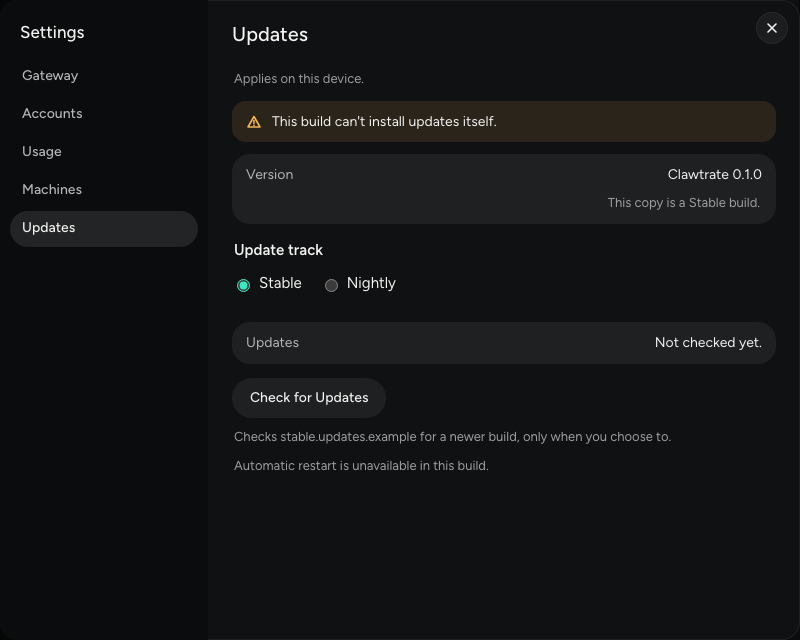 Settings
Gateway
Accounts
Usage
Machines
Updates
Updates
Applies on this device.
This build can't install updates itself.
Version Clawtrate 0.1.0
This copy is a Stable build.
Update track
Stable Nightly
Updates Not checked yet.
Check for Updates
Checks stable.updates.example for a newer build, only when you choose to.
Automatic restart is unavailable in this build.